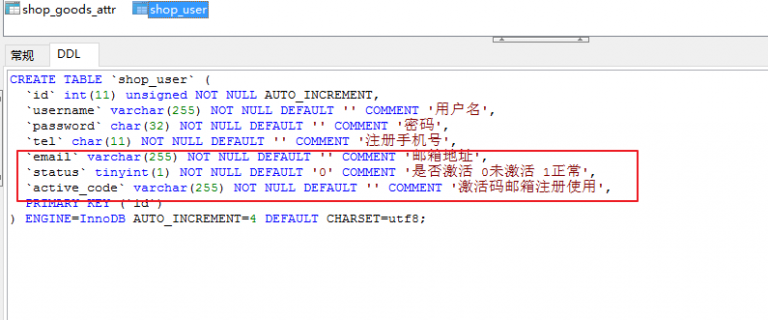 shop_goods_attr shop_user
常规 DDL
CREATE TABLE `shop_user` (
`id` int(11) unsigned NOT NULL AUTO_INCREMENT,
`username` varchar(255) NOT NULL DEFAULT '' COMMENT '用户名',
`password` char(32) NOT NULL DEFAULT '' COMMENT '密码',
`tel` char(11) NOT NULL DEFAULT '' COMMENT '注册手机号',
`email` varchar(255) NOT NULL DEFAULT '' COMMENT '邮箱地址',
`status` tinyint(1) NOT NULL DEFAULT '0' COMMENT '是否激活 0未激活 1正常',
`active_code` varchar(255) NOT NULL DEFAULT '' COMMENT '激活码邮箱注册使用',
PRIMARY KEY (`id`)
) ENGINE=InnoDB AUTO_INCREMENT=4 DEFAULT CHARSET=utf8;